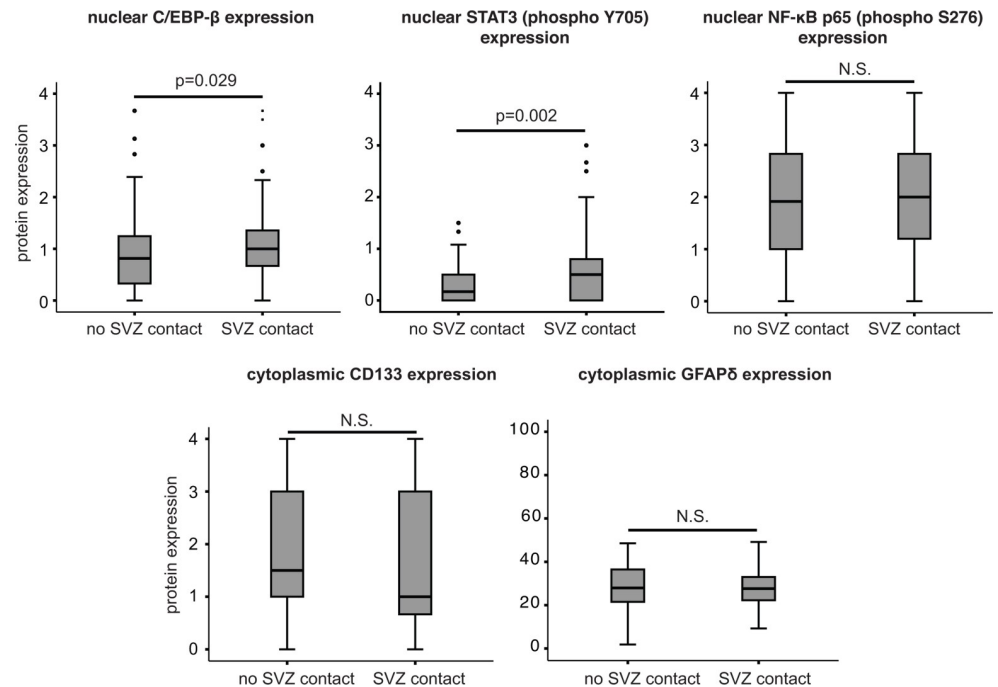 nuclear C/EBP-β expression
nuclear STAT3 (phospho Y705)
expression
nuclear NF-κB p65 (phospho S276)
expression
p=0.029
p=0.002
N.S.
protein expression
4
3
2
1
0
4
3
2
1
0
4
3
2
1
0
no SVZ contact SVZ contact
no SVZ contact SVZ contact
no SVZ contact SVZ contact
cytoplasmic CD133 expression
cytoplasmic GFAPδ expression
N.S.
N.S.
protein expression
4
3
2
1
0
100
80
60
40
20
0
no SVZ contact SVZ contact
no SVZ contact SVZ contact